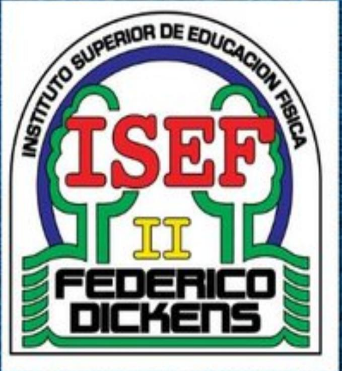 INSTITUTO SUPERIOR DE EDUCACION FISICA
ISEF
II
FEDERICO
DICKENS